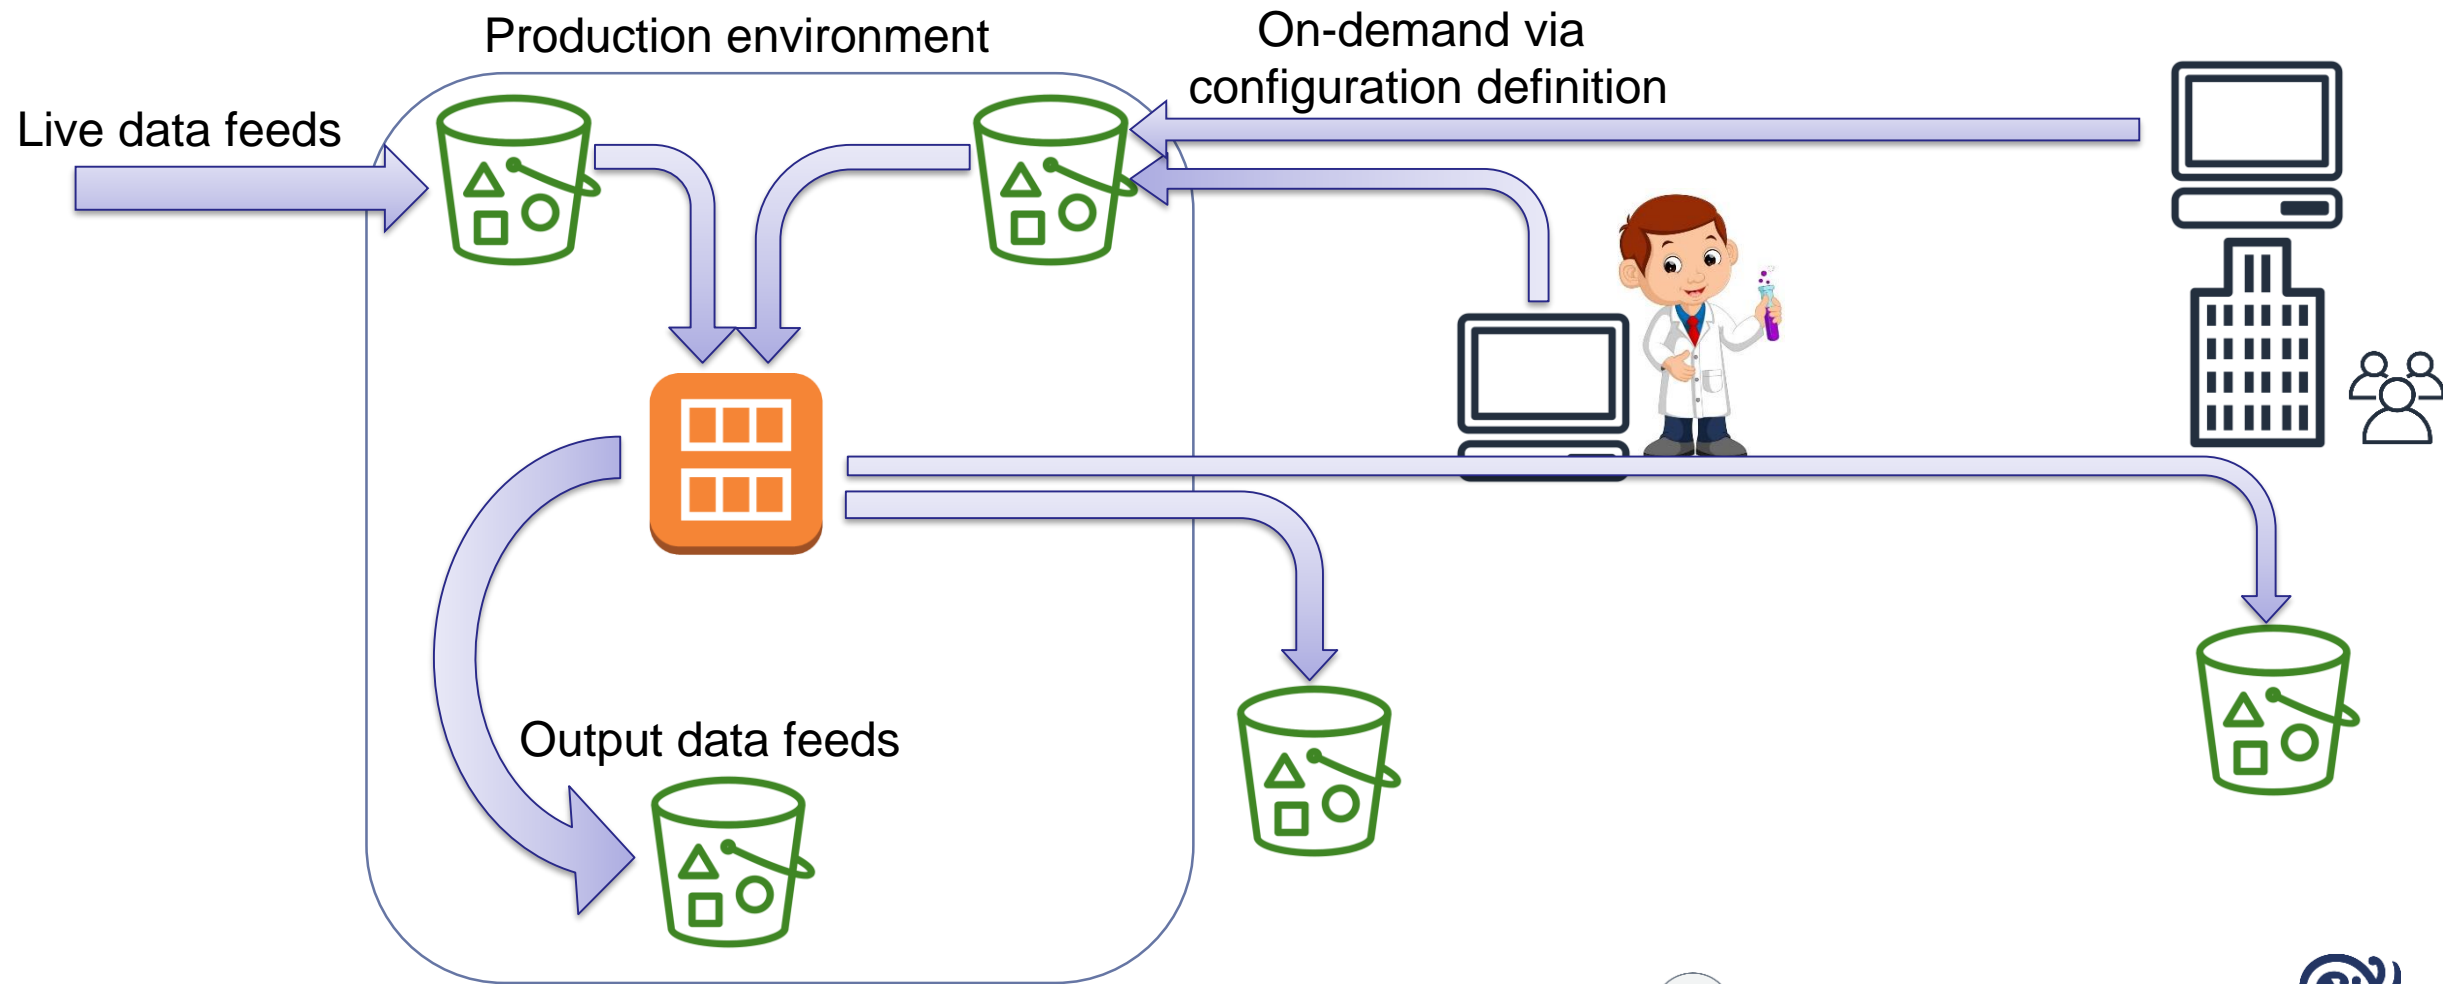 Production environment
On-demand via
configuration definition
Live data feeds
Output data feeds